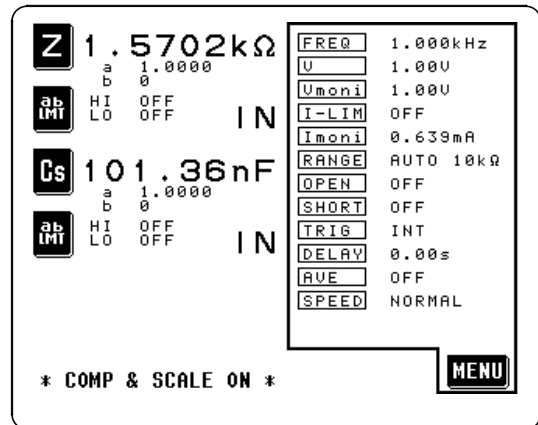 Z 1.5702kΩ
a 1.0000
b 0
ab LMT HI OFF
LO OFF
IN
Cs 101.36nF
a 1.0000
b 0
ab LMT HI OFF
LO OFF
IN
* COMP & SCALE ON *
FREQ 1.000kHz
V 1.00V
Vmoni 1.00V
I-LIM OFF
Imoni 0.639mA
RANGE AUTO 10kΩ
OPEN OFF
SHORT OFF
TRIG INT
DELAY 0.00s
AVE OFF
SPEED NORMAL
MENU